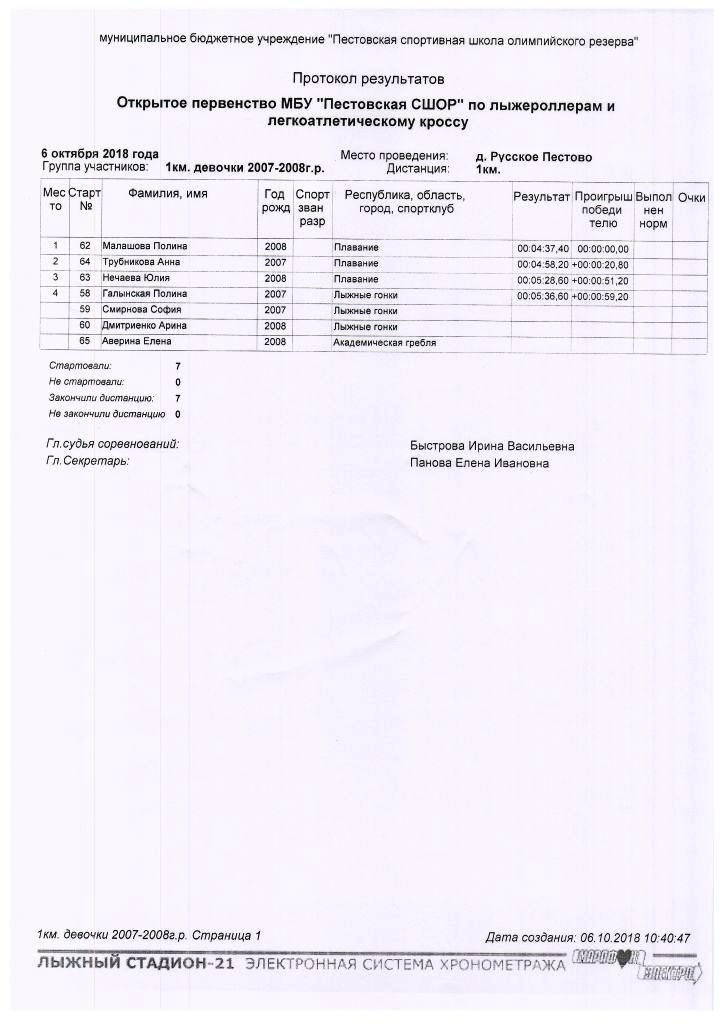 муниципальное бюджетное учреждение "Пестовская спортивная школа олимпийского резерва"
Протокол результатов
Открытое первенство МБУ "Пестовская СШОР" по лыжероллерам и
легкоатлетическому кроссу
6 октября 2018 года Место проведения: д. Русское Пестово
Группа участников: 1км. девочки 2007-2008г.р. Дистанция: 1км.
Мес Старт Фамилия, имя Год Спорт Республика, область, Результат Проигрыш Выпол Очки
то № рожд зван город, спортклуб победи нен
разр телю норм
1 62 Малашова Полина 2008 Плавание 00:04:37,40 00:00:00,00
2 64 Трубникова Анна 2007 Плавание 00:04:58,20 +00:00:20,80
3 63 Нечаева Юлия 2008 Плавание 00:05:28,60 +00:00:51,20
4 58 Галынская Полина 2007 Лыжные гонки 00:05:36,60 +00:00:59,20
59 Смирнова София 2007 Лыжные гонки
60 Дмитриенко Арина 2008 Лыжные гонки
65 Аверина Елена 2008 Академическая гребля
Стартовали: 7
Не стартовали: 0
Закончили дистанцию: 7
Не закончили дистанцию 0
Гл.судья соревнований: Быстрова Ирина Васильевна
Гл.Секретарь: Панова Елена Ивановна
1км. девочки 2007-2008г.р. Страница 1 Дата создания: 06.10.2018 10:40:47
ЛЫЖНЫЙ СТАДИОН-21 ЭЛЕКТРОННАЯ СИСТЕМА ХРОНОМЕТРАЖА МАРАФОН
ЭЛЕКТРО